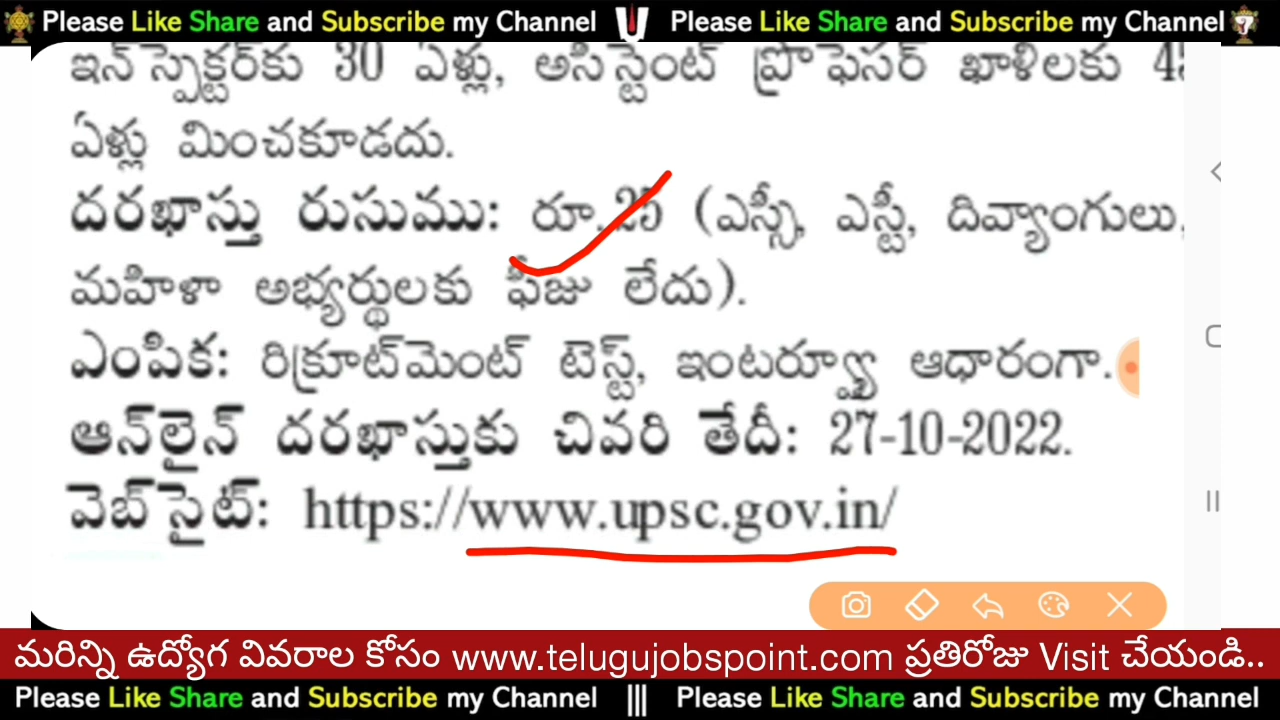 Please Like Share and Subscribe my Channel Please Like Share and Subscribe my Channel
ఇన్‌స్పెక్టర్‌కు 30 ఏళ్లు, అసిస్టెంట్ ప్రొఫెసర్ ఖాళీలకు
ఏళ్లు మించకూడదు.
దరఖాస్తు రుసుము: రూ.25 (ఎస్సీ, ఎస్టీ, దివ్యాంగులు,
మహిళా అభ్యర్థులకు ఫీజు లేదు).
ఎంపిక: రిక్రూట్‌మెంట్ టెస్ట్, ఇంటర్వ్యూ ఆధారంగా.
ఆన్‌లైన్ దరఖాస్తుకు చివరి తేదీ: 27-10-2022.
వెబ్‌సైట్: https://www.upsc.gov.in/
మరిన్ని ఉద్యోగ వివరాల కోసం www.telugujobspoint.com ప్రతిరోజు Visit చేయండి..
Please Like Share and Subscribe my Channel ||| Please Like Share and Subscribe my Channel